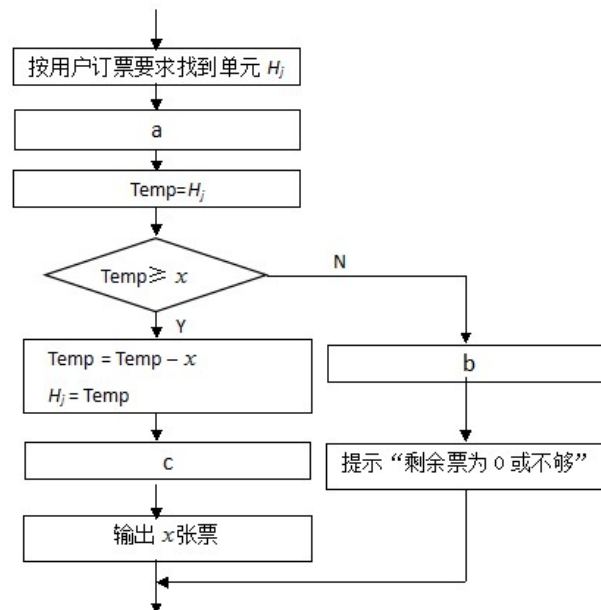 按用户订票要求找到单元 Hj
a
Temp=Hj
Temp≥ x
N
Y
Temp = Temp – x
Hj = Temp
b
c
提示“剩余票为 0 或不够”
输出 x 张票